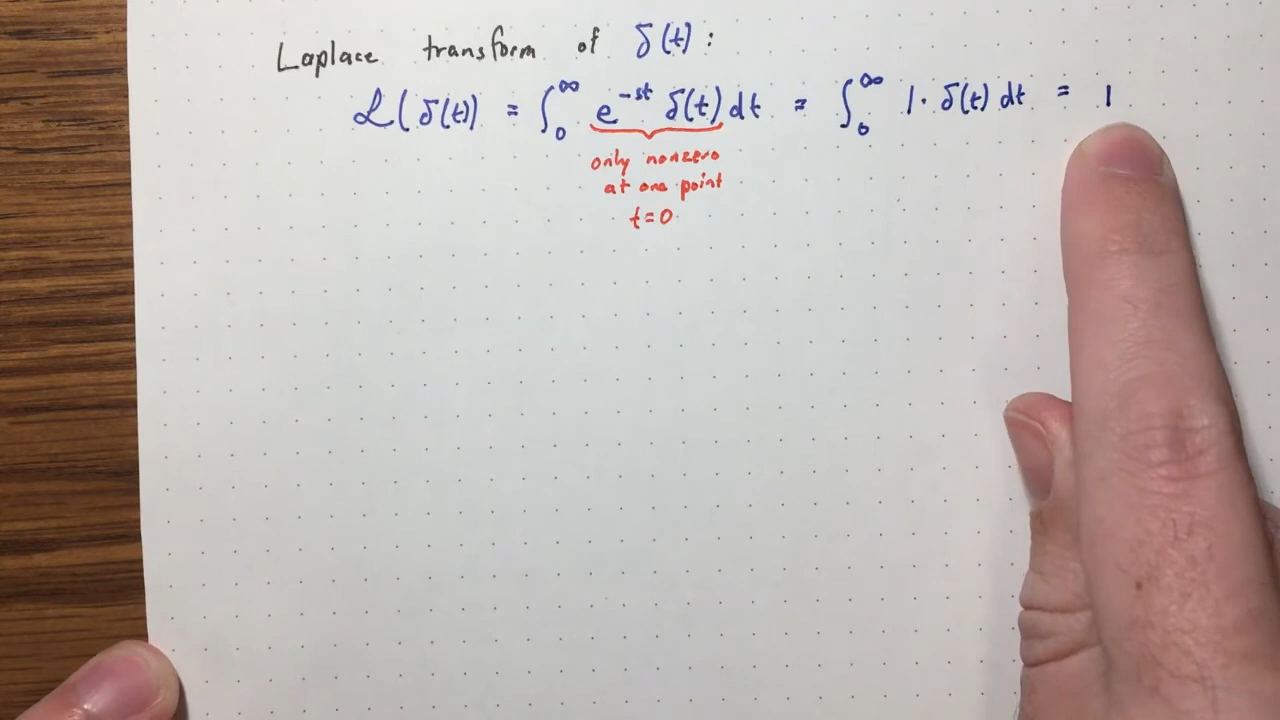 Laplace transform of δ(t):
ℒ(δ(t)) = ∫₀^∞ e^{-st} δ(t) dt = ∫₀^∞ 1· δ(t) dt = 1
only nonzero
at one point
t=0